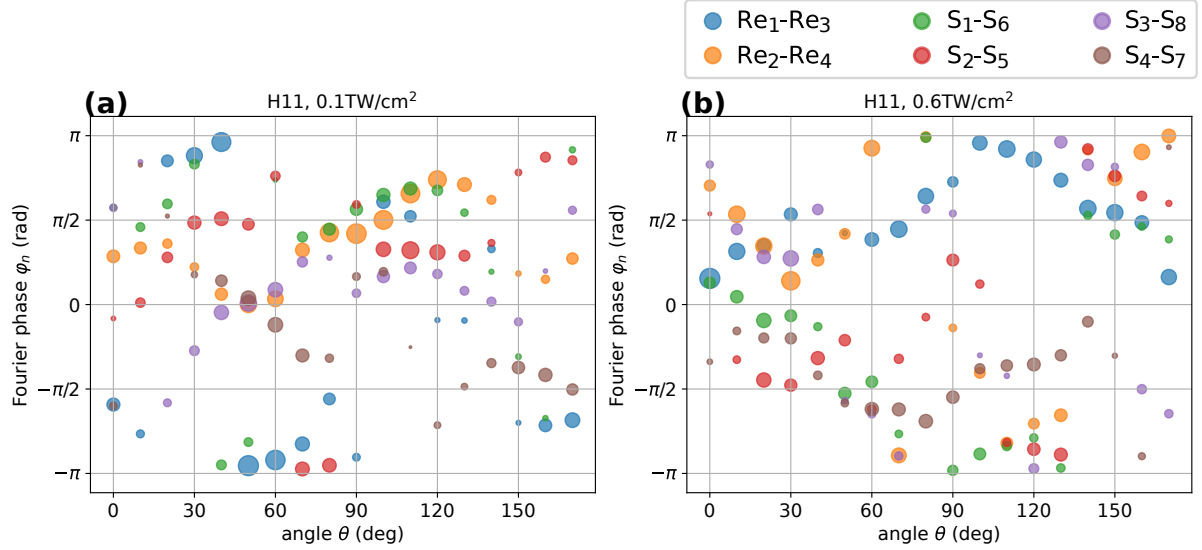 Re₁-Re₃ S₁-S₆ S₃-S₈
Re₂-Re₄ S₂-S₅ S₄-S₇
(a) H11, 0.1TW/cm²
Fourier phase φₙ (rad)
π
π/2
0
−π/2
−π
0 30 60 90 120 150
angle θ (deg)
(b) H11, 0.6TW/cm²
Fourier phase φₙ (rad)
π
π/2
0
−π/2
−π
0 30 60 90 120 150
angle θ (deg)